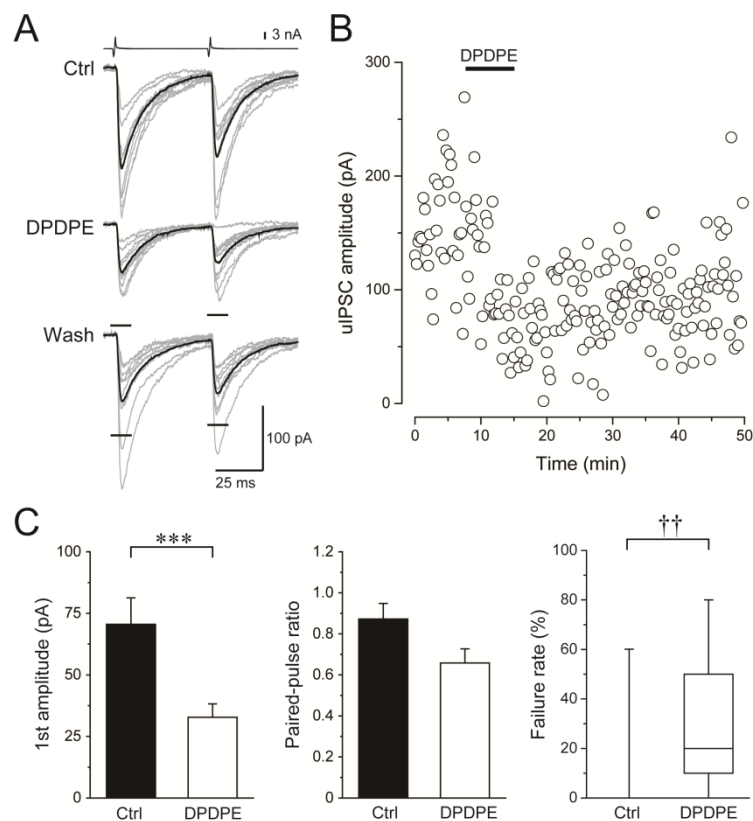 A
3 nA
Ctrl
DPDPE
Wash
100 pA
25 ms
B
DPDPE
uIPSC amplitude (pA)
300
200
100
0
0 10 20 30 40 50
Time (min)
C
***
1st amplitude (pA)
100
75
50
25
0
Ctrl DPDPE
Paired-pulse ratio
1.2
1.0
0.8
0.6
0.4
0.2
0
Ctrl DPDPE
††
Failure rate (%)
100
80
60
40
20
0
Ctrl DPDPE